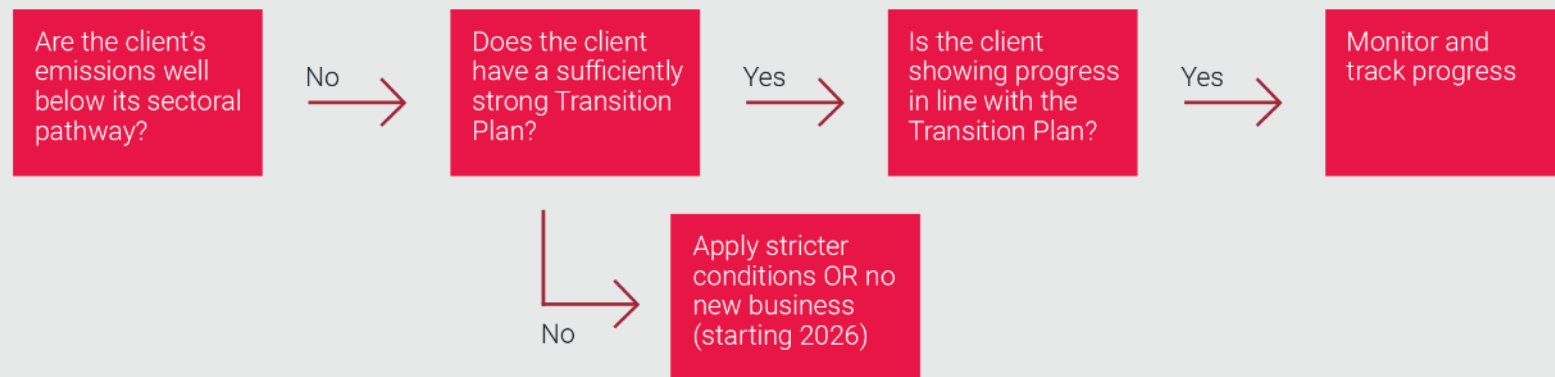 Are the client’s
emissions well
below its sectoral
pathway?
No
Does the client
have a sufficiently
strong Transition
Plan?
Yes
Is the client
showing progress
in line with the
Transition Plan?
Yes
Monitor and
track progress
No
Apply stricter
conditions OR no
new business
(starting 2026)